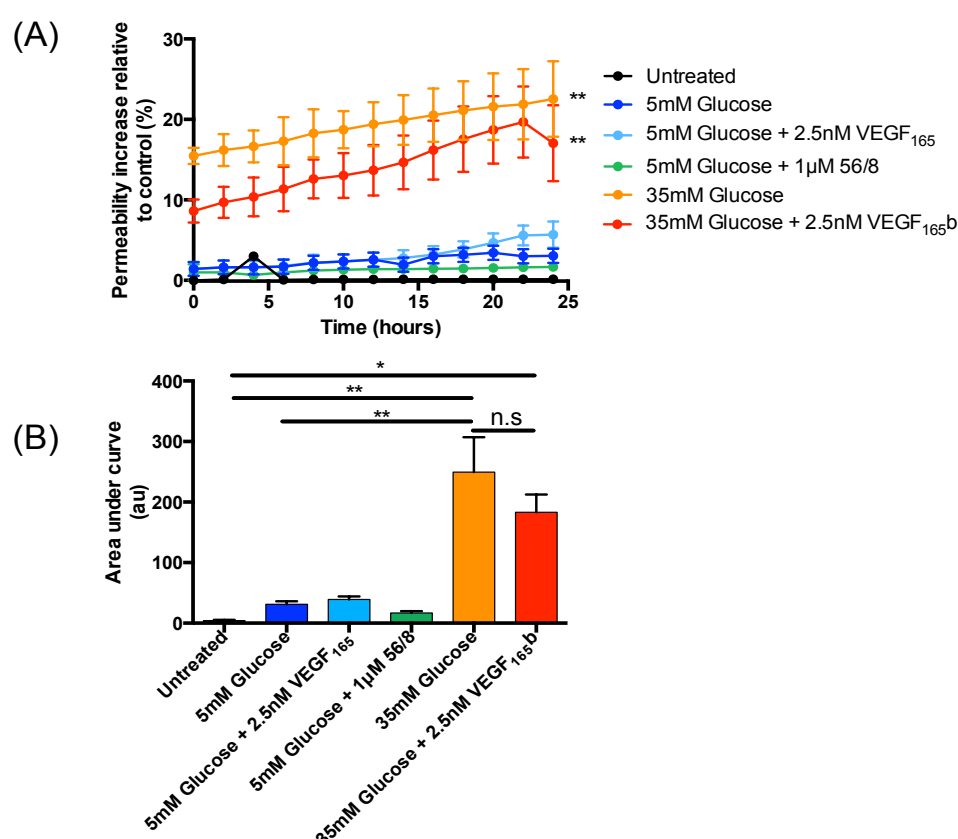 (A)
Permeability increase relative
to control (%)
30
20
10
0
0 5 10 15 20 25
Time (hours)
**
**
Untreated
5mM Glucose
5mM Glucose + 2.5nM VEGF₁₆₅
5mM Glucose + 1µM 56/8
35mM Glucose
35mM Glucose + 2.5nM VEGF₁₆₅b
(B)
Area under curve
(au)
400
300
200
100
0
*
**
**
n.s
Untreated
5mM Glucose
5mM Glucose + 2.5nM VEGF₁₆₅
5mM Glucose + 1µM 56/8
35mM Glucose
35mM Glucose + 2.5nM VEGF₁₆₅b